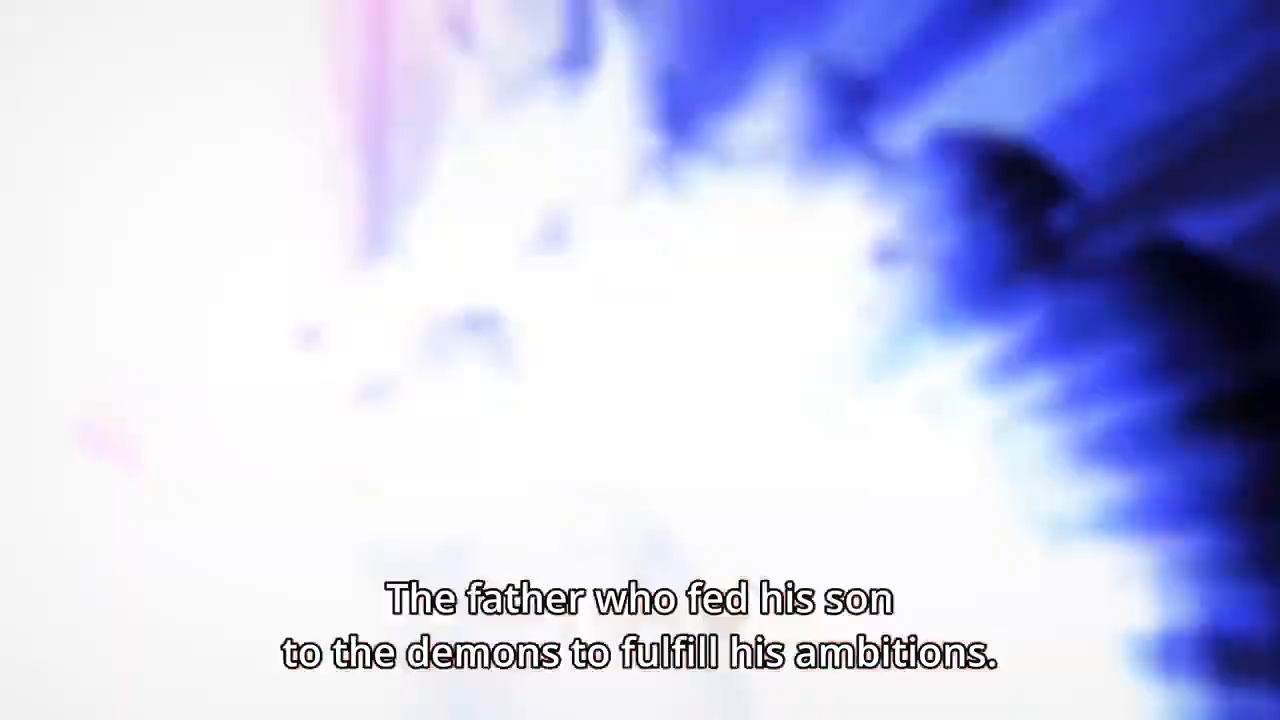 The father who fed his son
to the demons to fulfill his ambitions.